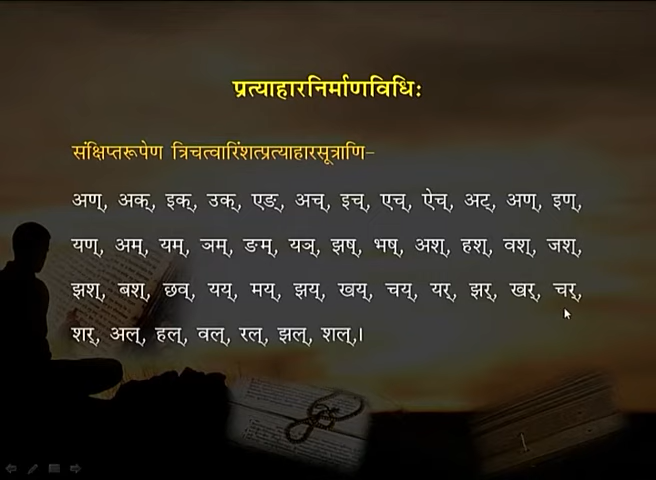 प्रत्याहारनिर्माणविधिः
संक्षिप्तरूपेण त्रिचत्वारिंशत्प्रत्याहारसूत्राणि–
अण्, अक्, इक्, उक्, एङ्, अच्, इच्, एच्, ऐच्, अट्, अण्, इण्,
यण्, अम्, यम्, ञम्, ङम्, यञ्, झष्, भष्, अश्, हश्, वश्, जश्,
झश्, बश्, छव्, यय्, मय्, झय्, खय्, चय्, यर्, झर्, खर्, चर्,
शर्, अल्, हल्, वल्, रल्, झल्, शल्,।